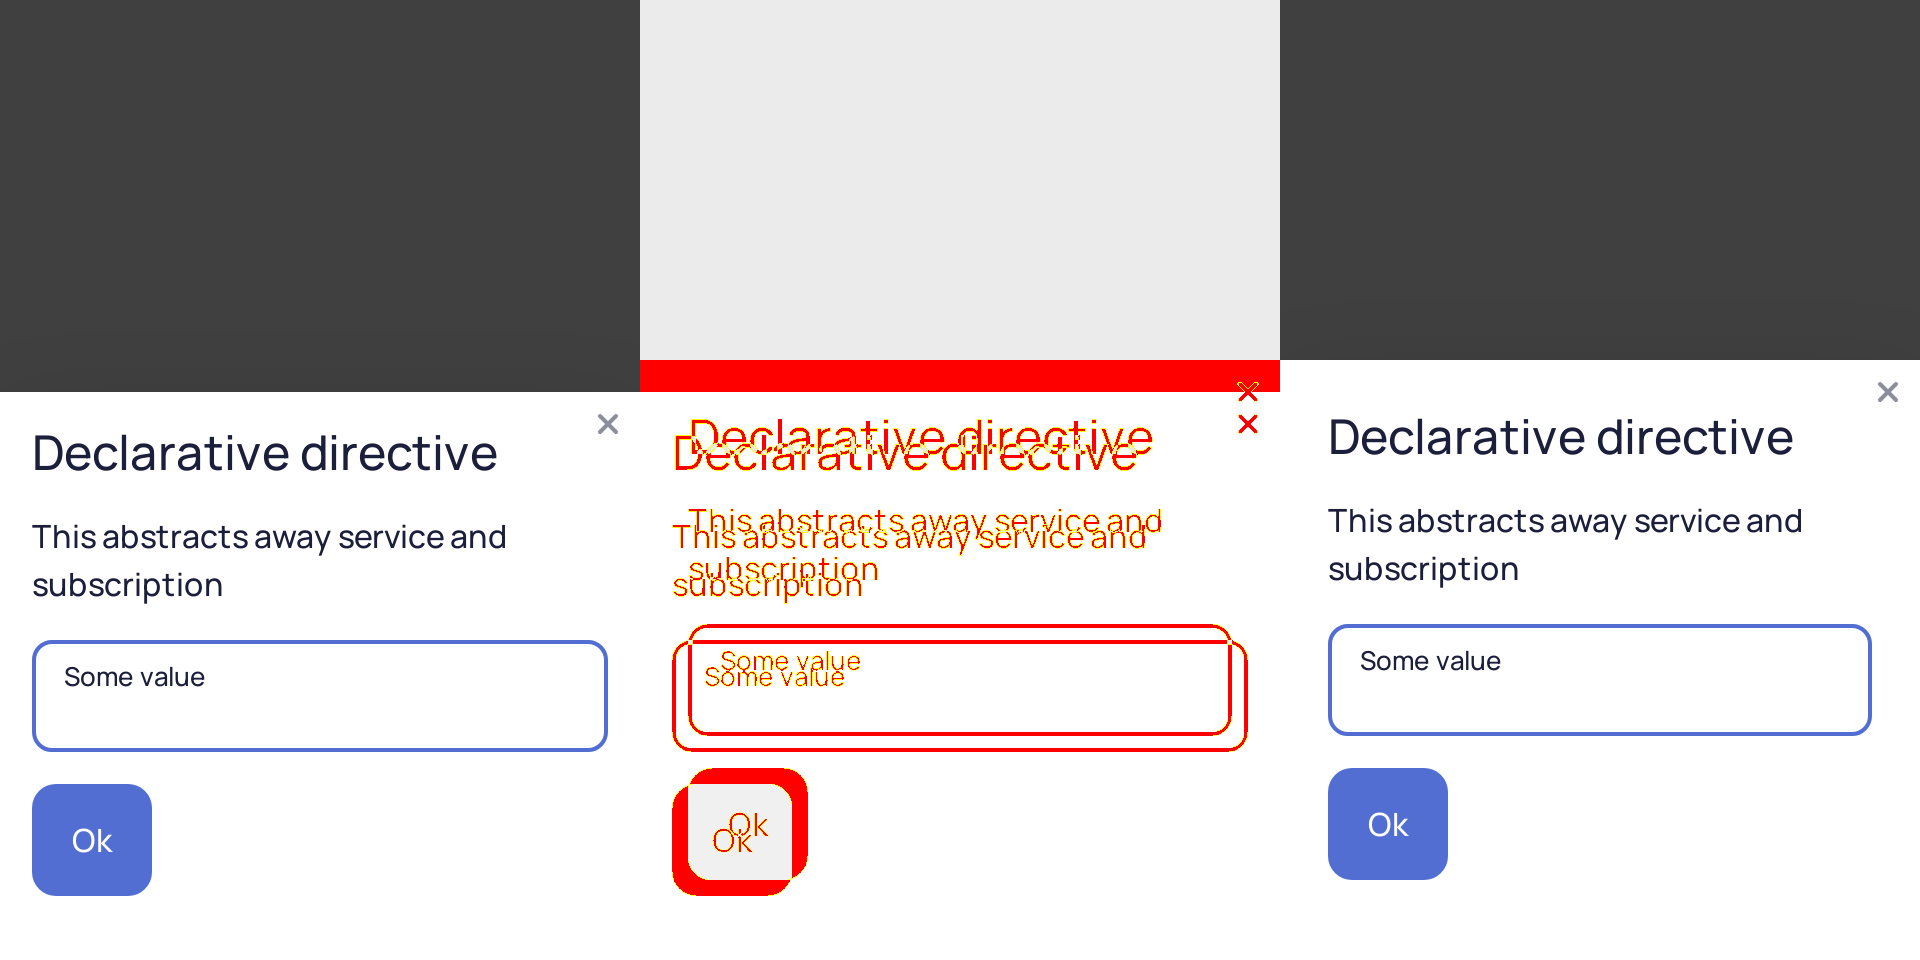 Declarative directive
This abstracts away service and
subscription
Some value
Ok
Declarative directive
Declarative directive
This abstracts away service and
This abstracts away service and
subscription
subscription
Some value
Some value
Ok
Ok
Declarative directive
This abstracts away service and
subscription
Some value
Ok